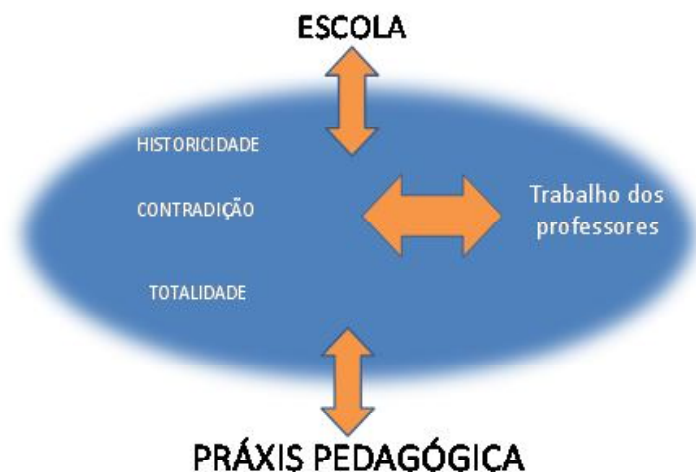 ESCOLA
HISTORICIDADE
CONTRADIÇÃO
Trabalho dos
professores
TOTALIDADE
PRÁXIS PEDAGÓGICA